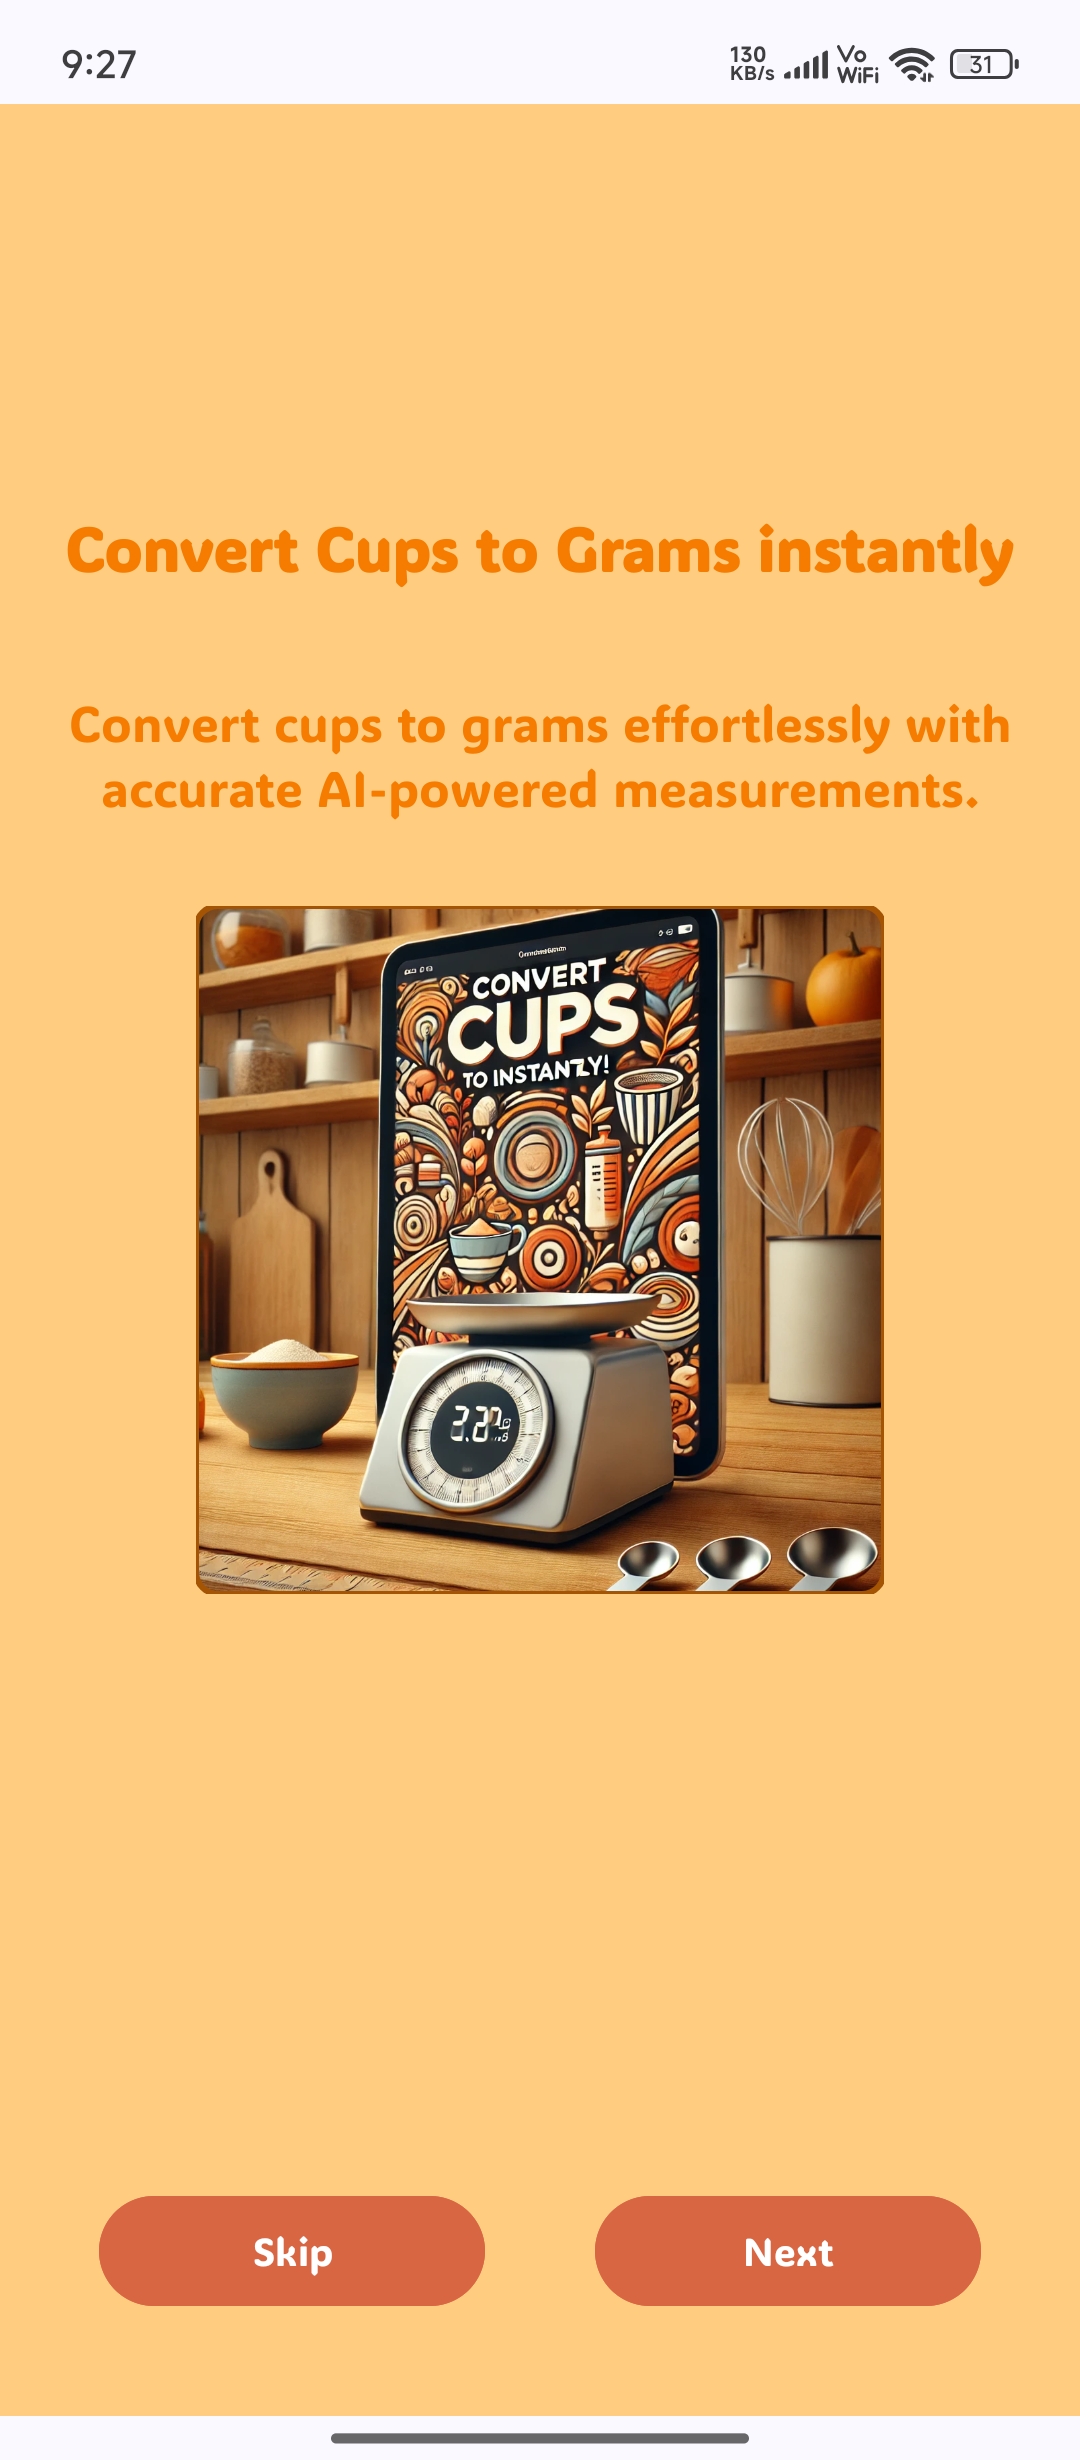 9:27
130
KB/s
Vo
WiFi
31
Convert Cups to Grams instantly
Convert cups to grams effortlessly with
accurate AI-powered measurements.
CONVERT
CUPS
TO INSTANTLY!
Skip
Next